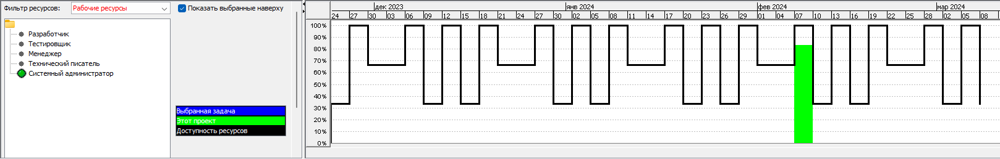 Фильтр ресурсов: Рабочие ресурсы Показать выбранные наверху
Разработчик
Тестировщик
Менеджер
Технический писатель
Системный администратор
Выбранная задача
Этот проект
Доступность ресурсов
дек 2023 янв 2024 фев 2024 мар 2024
24 27 30 03 06 09 12 15 18 21 24 27 30 02 05 08 11 14 17 20 23 26 29 01 04 07 10 13 16 19 22 25 28 02 05 08
100%
90%
80%
70%
60%
50%
40%
30%
20%
10%
0%